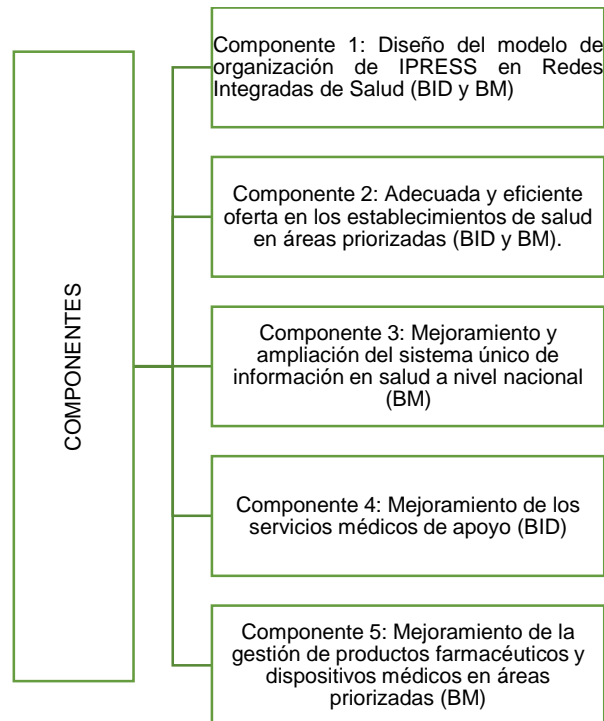 COMPONENTES
Componente 1: Diseño del modelo de
organización de IPRESS en Redes
Integradas de Salud (BID y BM)
Componente 2: Adecuada y eficiente
oferta en los establecimientos de salud
en áreas priorizadas (BID y BM).
Componente 3: Mejoramiento y
ampliación del sistema único de
información en salud a nivel nacional
(BM)
Componente 4: Mejoramiento de los
servicios médicos de apoyo (BID)
Componente 5: Mejoramiento de la
gestión de productos farmacéuticos y
dispositivos médicos en áreas
priorizadas (BM)